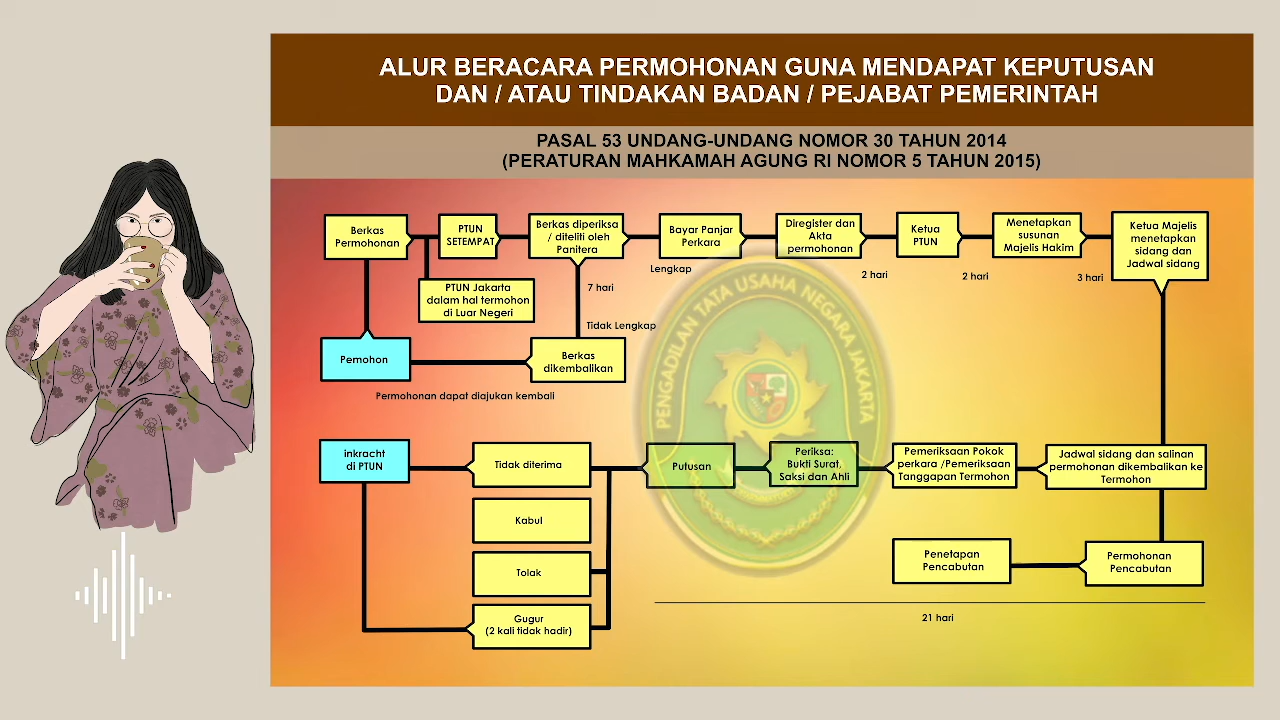 ALUR BERACARA PERMOHONAN GUNA MENDAPAT KEPUTUSAN
DAN / ATAU TINDAKAN BADAN / PEJABAT PEMERINTAH
PASAL 53 UNDANG-UNDANG NOMOR 30 TAHUN 2014
(PERATURAN MAHKAMAH AGUNG RI NOMOR 5 TAHUN 2015)
Berkas
Permohonan
PTUN
SETEMPAT
Berkas diperiksa
/ diteliti oleh
Panitera
Bayar Panjar
Perkara
Diregister dan
Akta
permohonan
Ketua
PTUN
Menetapkan
susunan
Majelis Hakim
Ketua Majelis
menetapkan
sidang dan
Jadwal sidang
Lengkap
2 hari
2 hari
3 hari
PTUN Jakarta
dalam hal termohon
di Luar Negeri
7 hari
Tidak Lengkap
Pemohon
Berkas
dikembalikan
Permohonan dapat diajukan kembali
PENGADILAN TATA USAHA NEGARA JAKARTA
inkracht
di PTUN
Tidak diterima
Putusan
Periksa:
Bukti Surat,
Saksi dan Ahli
Pemeriksaan Pokok
perkara /Pemeriksaan
Tanggapan Termohon
Jadwal sidang dan salinan
permohonan dikembalikan ke
Termohon
Kabul
Tolak
Gugur
(2 kali tidak hadir)
Penetapan
Pencabutan
Permohonan
Pencabutan
21 hari